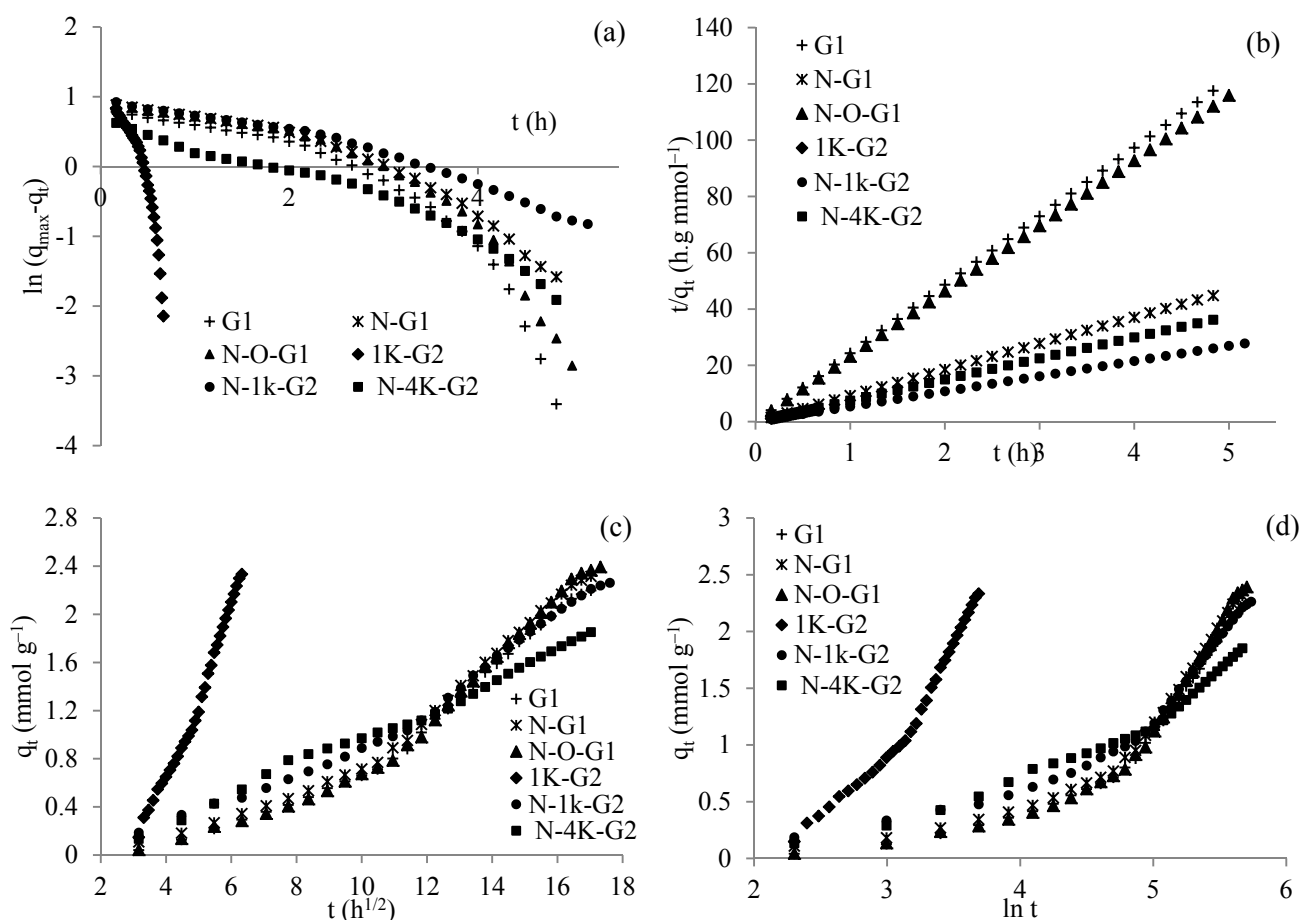 (a)
2
1
0
-1
-2
-3
-4
0
2
4
t (h)
ln (qmax-qt)
G1
N-G1
N-O-G1
1K-G2
N-1k-G2
N-4K-G2
(b)
140
120
100
80
60
40
20
0
0
1
2
3
4
5
t (h)
t/qt (h.g mmol⁻¹)
G1
N-G1
N-O-G1
1K-G2
N-1k-G2
N-4K-G2
(c)
2.8
2.4
2
1.6
1.2
0.8
0.4
0
2
4
6
8
10
12
14
16
18
t (h1/2)
qt (mmol g⁻¹)
G1
N-G1
N-O-G1
1K-G2
N-1k-G2
N-4K-G2
(d)
3
2.5
2
1.5
1
0.5
0
2
3
4
5
6
ln t
qt (mmol g⁻¹)
G1
N-G1
N-O-G1
1K-G2
N-1k-G2
N-4K-G2